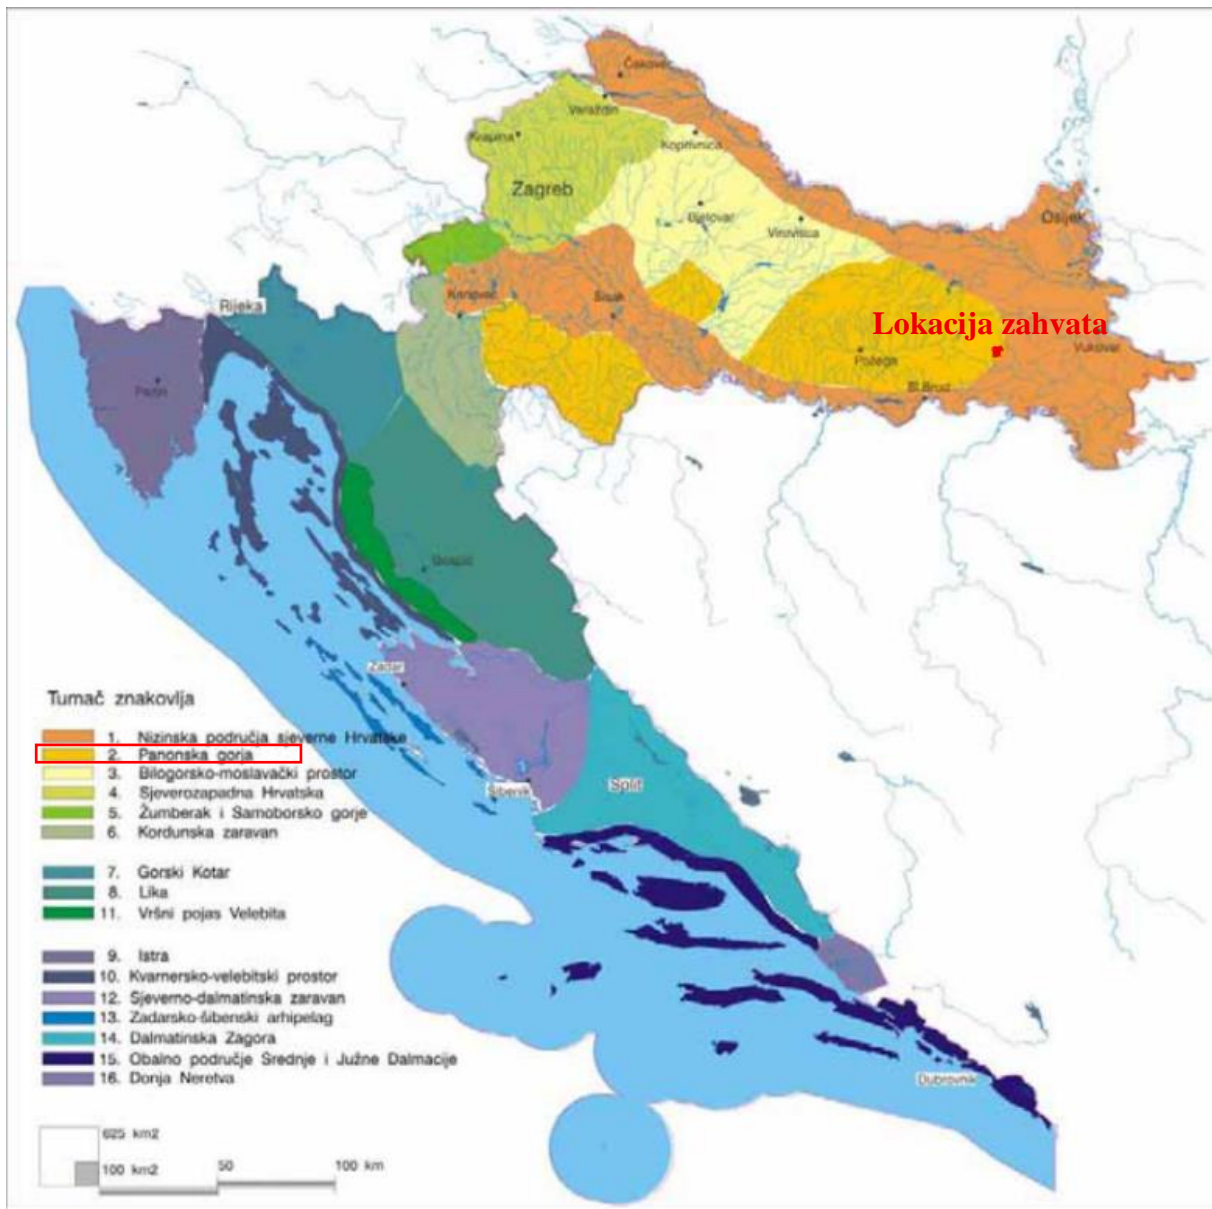 Čakovec
Varaždin
Krapina
Koprivnica
Zagreb
Bjelovar
Virovitica
Osijek
Karlovac
Sisak
Rijeka
Lokacija zahvata
Vukovar
Požega
Sl.Brod
Pazin
Gospić
Zadar
Šibenik
Split
Dubrovnik
Tumač znakovlja
1. Nizinska područja sjeverne Hrvatske
2. Panonska gorja
3. Bilogorsko-moslavački prostor
4. Sjeverozapadna Hrvatska
5. Žumberak i Samoborsko gorje
6. Kordunska zaravan
7. Gorski Kotar
8. Lika
11. Vršni pojas Velebita
9. Istra
10. Kvarnersko-velebitski prostor
12. Sjeverno-dalmatinska zaravan
13. Zadarsko-šibenski arhipelag
14. Dalmatinska Zagora
15. Obalno područje Srednje i Južne Dalmacije
16. Donja Neretva
625 km2
100 km2
50
100 km